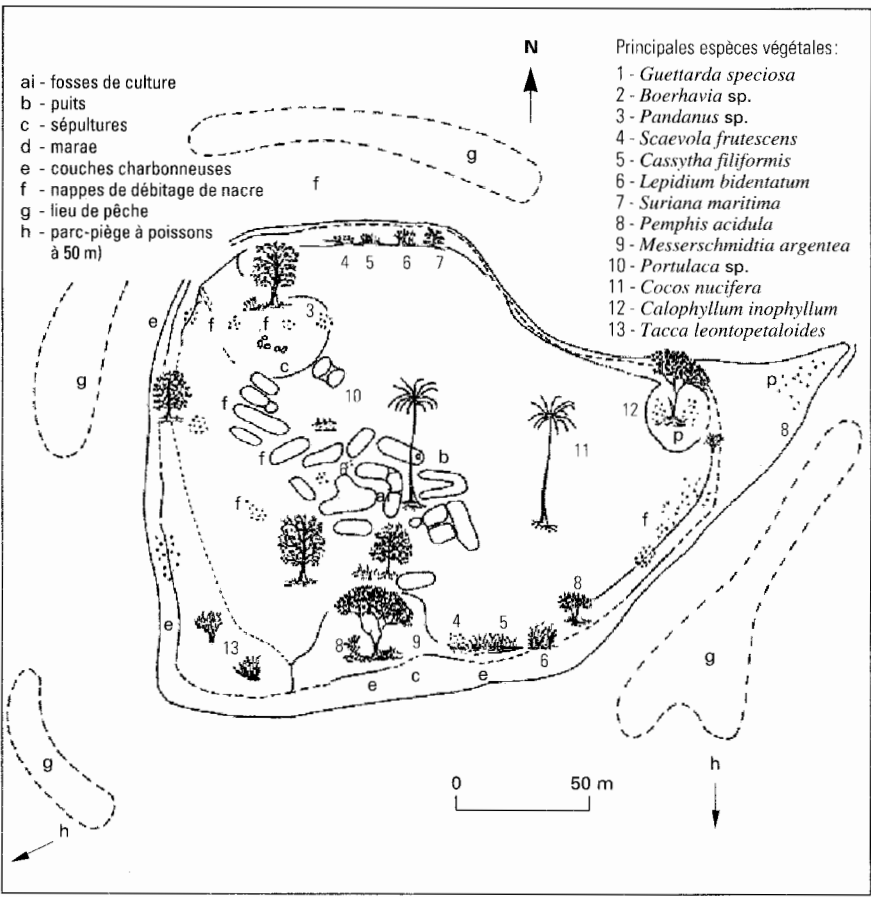 ai - fosses de culture
b - puits
c - sépultures
d - marae
e - couches charbonneuses
f - nappes de débitage de nacre
g - lieu de pêche
h - parc-piège à poissons
à 50 m)
N
Principales espèces végétales:
1 - Guettarda speciosa
2 - Boerhavia sp.
3 - Pandanus sp.
4 - Scaevola frutescens
5 - Cassytha filiformis
6 - Lepidium bidentatum
7 - Suriana maritima
8 - Pemphis acidula
9 - Messerschmidtia argentea
10 - Portulaca sp.
11 - Cocos nucifera
12 - Calophyllum inophyllum
13 - Tacca leontopetaloides
g
f
4 5 6 7
e
f f 3
c
g
p
10
12
p
8
f
b
11
f
ai
f
f
8
e
13
4 5
8 9
6
e c e
g
g
h
h
0 50 m